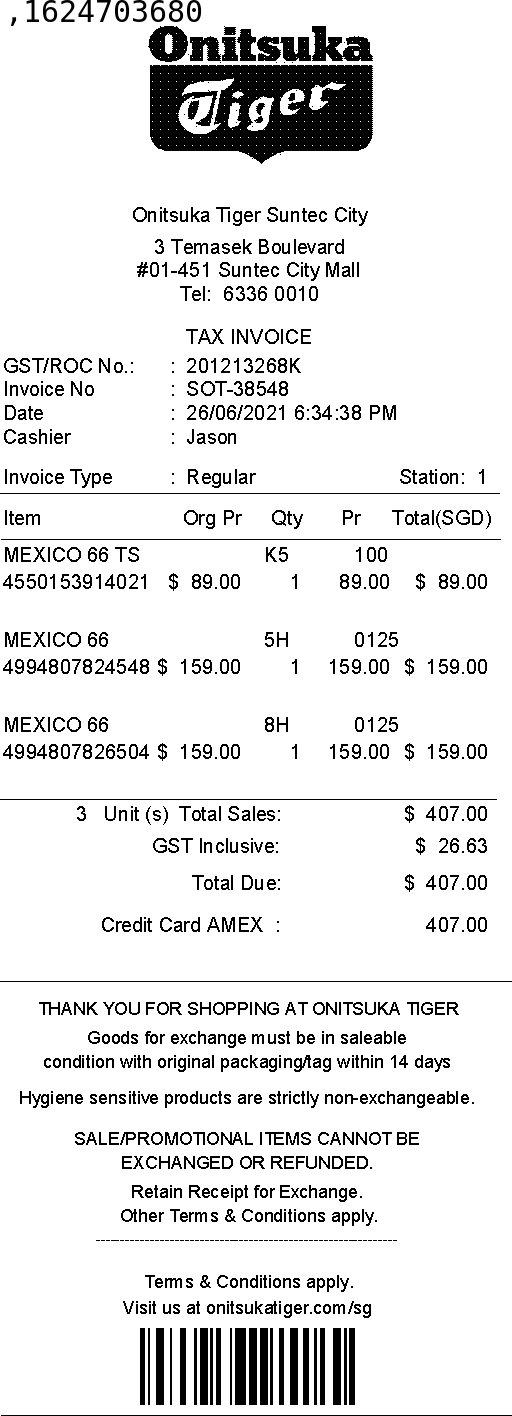 ,1624703680
Onitsuka
Tiger
Onitsuka Tiger Suntec City
3 Temasek Boulevard
#01-451 Suntec City Mall
Tel: 6336 0010
TAX INVOICE
GST/ROC No.: : 201213268K
Invoice No : SOT-38548
Date : 26/06/2021 6:34:38 PM
Cashier : Jason
Invoice Type : Regular Station: 1
Item Org Pr Qty Pr Total(SGD)
MEXICO 66 TS K5 100
4550153914021 $ 89.00 1 89.00 $ 89.00
MEXICO 66 5H 0125
4994807824548 $ 159.00 1 159.00 $ 159.00
MEXICO 66 8H 0125
4994807826504 $ 159.00 1 159.00 $ 159.00
3 Unit (s) Total Sales: $ 407.00
GST Inclusive: $ 26.63
Total Due: $ 407.00
Credit Card AMEX : 407.00
THANK YOU FOR SHOPPING AT ONITSUKA TIGER
Goods for exchange must be in saleable
condition with original packaging/tag within 14 days
Hygiene sensitive products are strictly non-exchangeable.
SALE/PROMOTIONAL ITEMS CANNOT BE
EXCHANGED OR REFUNDED.
Retain Receipt for Exchange.
Other Terms & Conditions apply.
------------------------------------------------------------
Terms & Conditions apply.
Visit us at onitsukatiger.com/sg